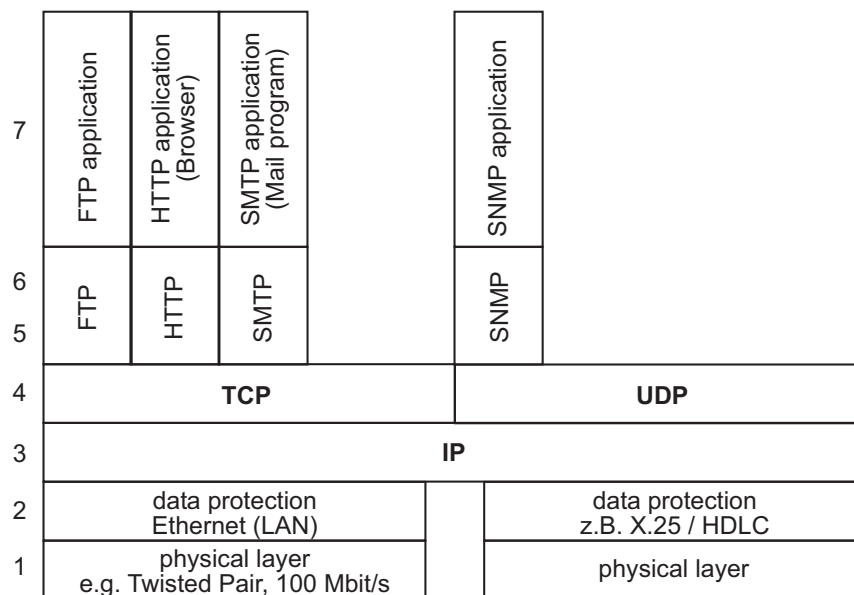 7
FTP application
HTTP application
(Browser)
SMTP application
(Mail program)
SNMP application
6
5
FTP
HTTP
SMTP
SNMP
4
TCP
UDP
3
IP
2
data protection
Ethernet (LAN)
data protection
z.B. X.25 / HDLC
1
physical layer
e.g. Twisted Pair, 100 Mbit/s
physical layer